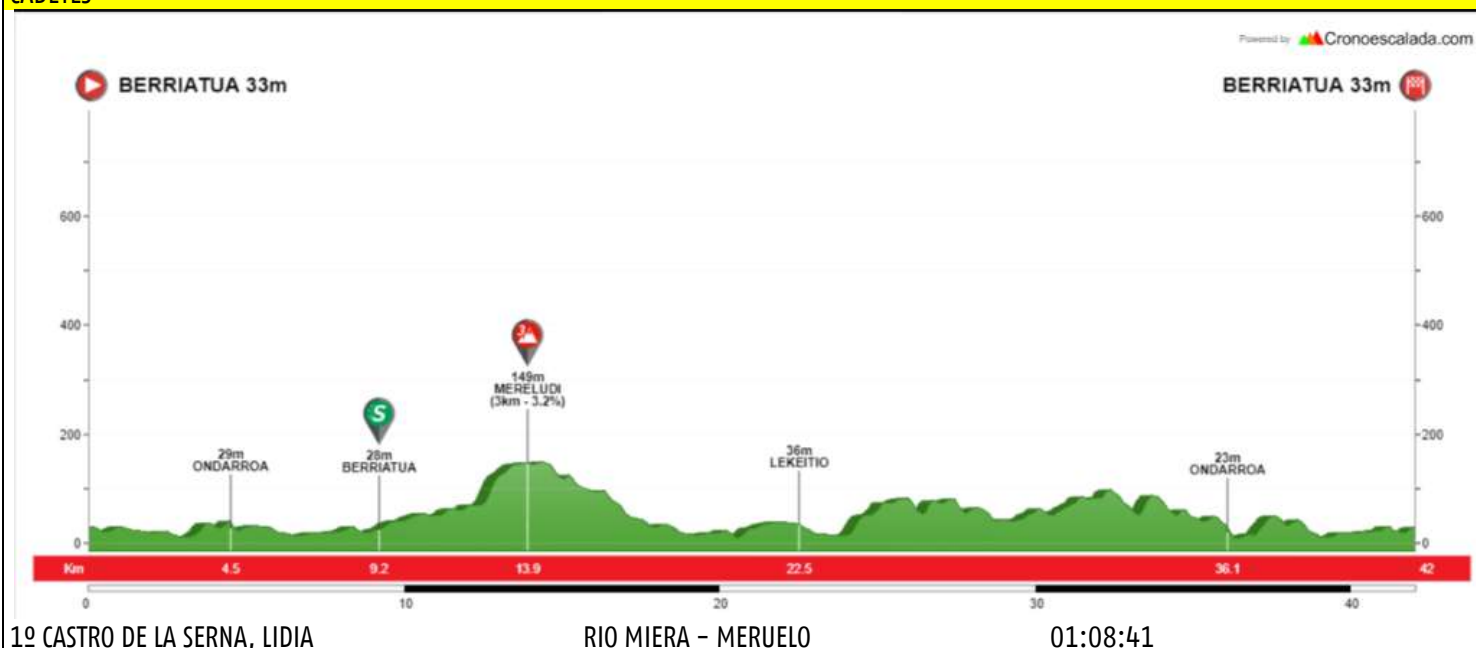 CADETES
Powered by Cronoescalada.com
BERRIATUA 33m
BERRIATUA 33m
600
600
400
400
3
149m
MERELUDI
(3km - 3.2%)
S
200
200
29m
ONDARROA
28m
BERRIATUA
36m
LEKEITIO
23m
ONDARROA
0
0
Km 4.5 9.2 13.9 22.5 36.1 42
0 10 20 30 40
1º CASTRO DE LA SERNA, LIDIA RIO MIERA - MERUELO 01:08:41